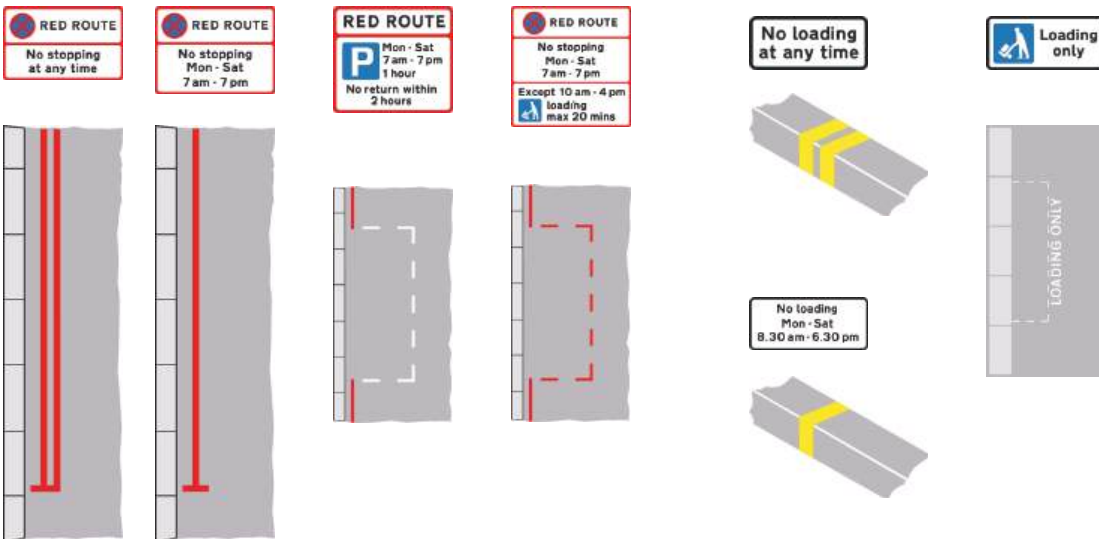 RED ROUTE
No stopping
at any time
RED ROUTE
No stopping
Mon - Sat
7 am - 7 pm
RED ROUTE
P
Mon - Sat
7 am - 7 pm
1 hour
No return within
2 hours
RED ROUTE
No stopping
Mon - Sat
7 am - 7 pm
Except 10 am - 4 pm
loading
max 20 mins
No loading
at any time
No loading
Mon - Sat
8.30 am - 6.30 pm
Loading
only
LOADING ONLY